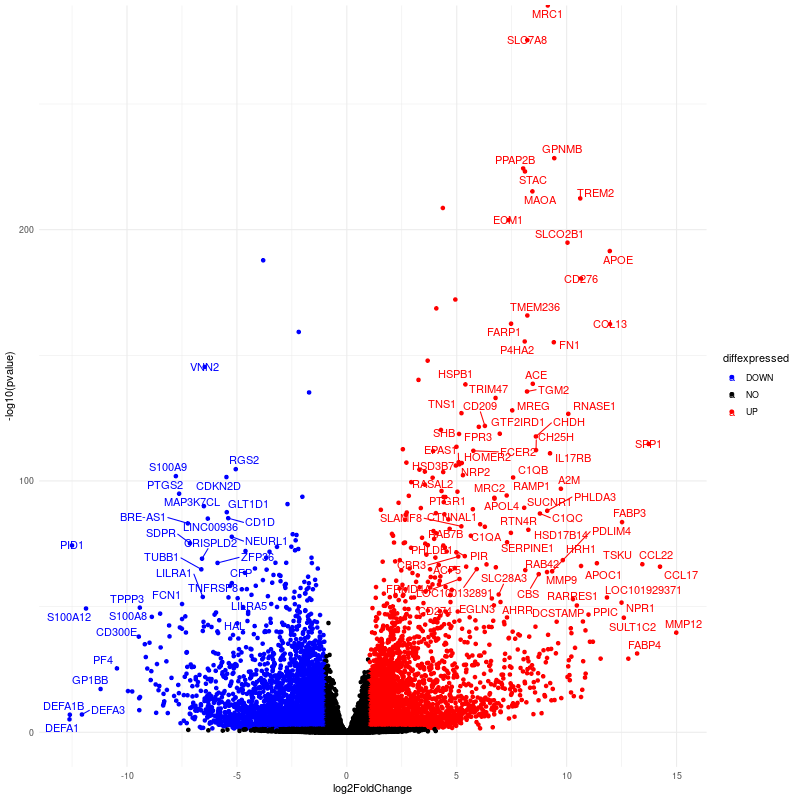 MRC1
SLC7A8
GPNMB
PPAP2B
STAC
MAOA
TREM2
EOM1
SLCO2B1
APOE
CD276
TMEM236
COL13
FARP1
P4HA2
FN1
VNN2
HSPB1
ACE
TRIM47
TGM2
TNS1
CD209
MREG
RNASE1
GTF2IRD1
CHDH
SHB
FPR3
CH25H
SPP1
EPAS1
FCER2
HOMER2
IL17RB
RGS2
S100A9
HSD3B7
NRP2
C1QB
PTGS2
CDKN2D
RASAL2
MRC2
RAMP1
A2M
MAP3K7CL
GLT1D1
PTGR1
APOL4
SUCNR1
PHLDA3
BRE-AS1
CD1D
SLAMF8
CTNNAL1
RTN4R
C1QC
FABP3
LINC00936
SDPR
CRISPLD2
NEURL1
RAB7B
C1QA
HSD17B14
PDLIM4
PID1
TUBB1
ZFP36
PHLDB1
PIR
SERPINE1
HRH1
TSKU
CCL22
LILRA1
CFP
CBR3
ACP5
RAB42
SLC28A3
MMP9
APOC1
CCL17
TNFRSF8
FCN1
LOC100132891
CBS
RARRES1
LOC101929371
TPPP3
LILRA5
CD274
EGLN3
AHRR
DCSTAMP
PPIC
NPR1
S100A12
S100A8
HAL
SULT1C2
MMP12
CD300E
FABP4
PF4
GP1BB
DEFA1B
DEFA3
DEFA1
200
100
0
-10
-5
0
5
10
15
log2FoldChange
-log10(pvalue)
diffexpressed
DOWN
NO
UP